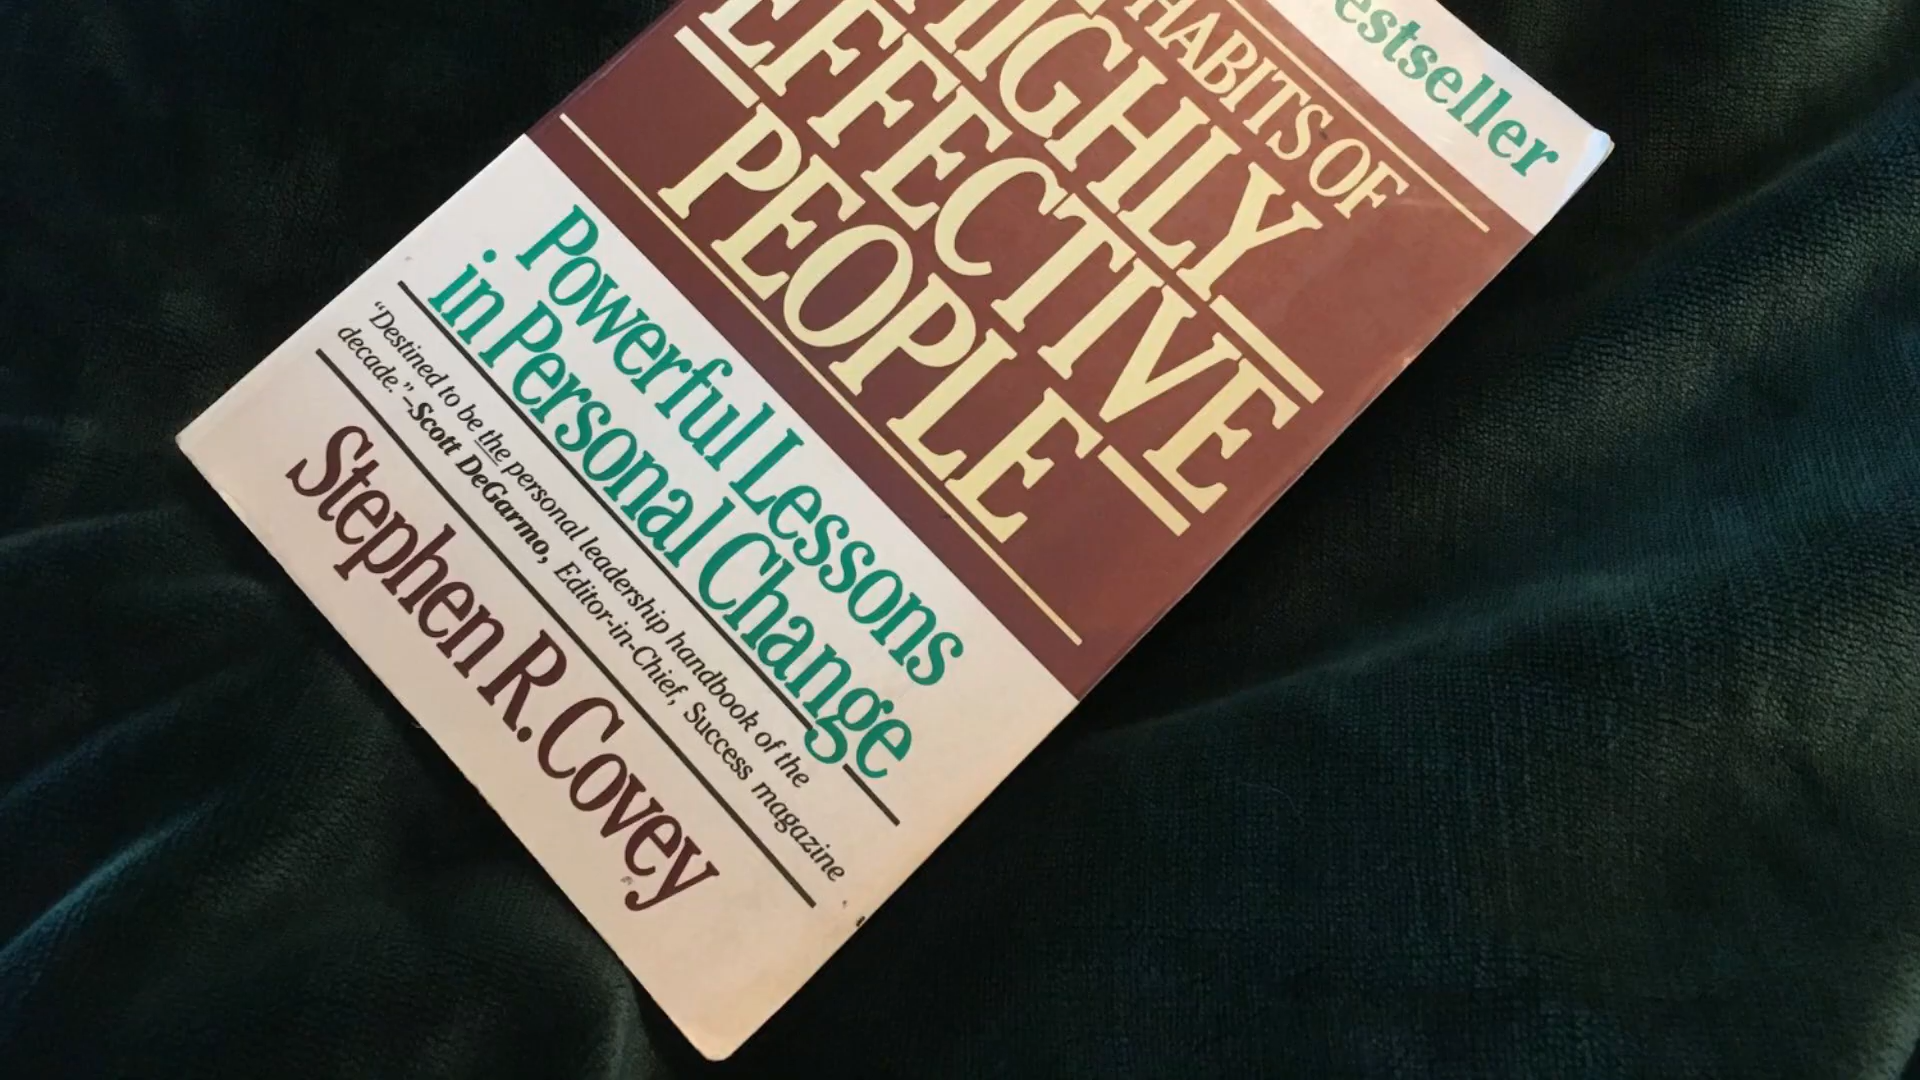 estseller
HABITS OF
HIGHLY
EFFECTIVE
PEOPLE
Powerful Lessons
in Personal Change
“Destined to be the personal leadership handbook of the
decade.” –Scott DeGarmo, Editor-in-Chief, Success magazine
Stephen R. Covey